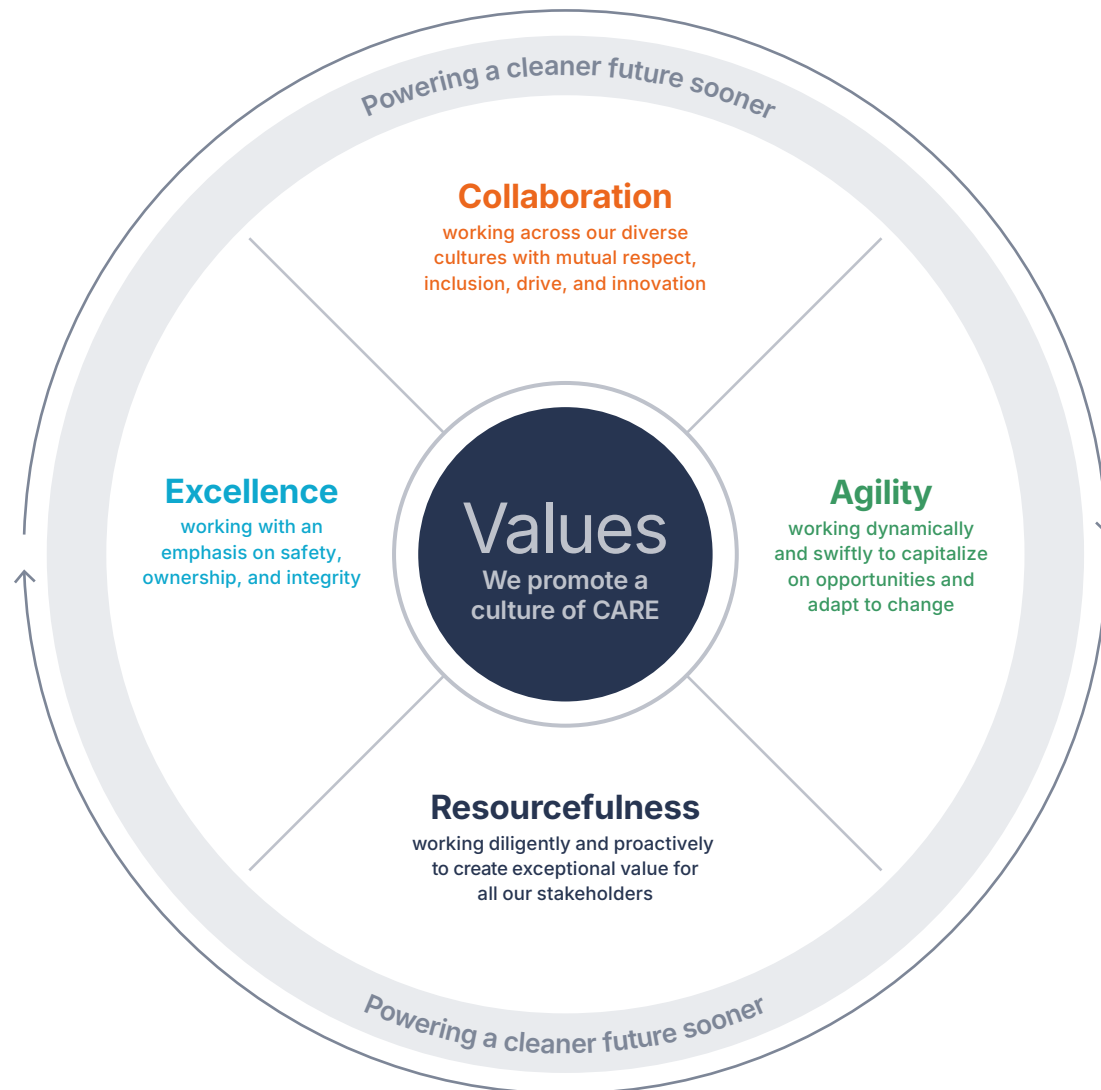 Powering a cleaner future sooner
Collaboration
working across our diverse
cultures with mutual respect,
inclusion, drive, and innovation
Excellence
working with an
emphasis on safety,
ownership, and integrity
Values
We promote a
culture of CARE
Agility
working dynamically
and swiftly to capitalize
on opportunities and
adapt to change
Resourcefulness
working diligently and proactively
to create exceptional value for
all our stakeholders
Powering a cleaner future sooner